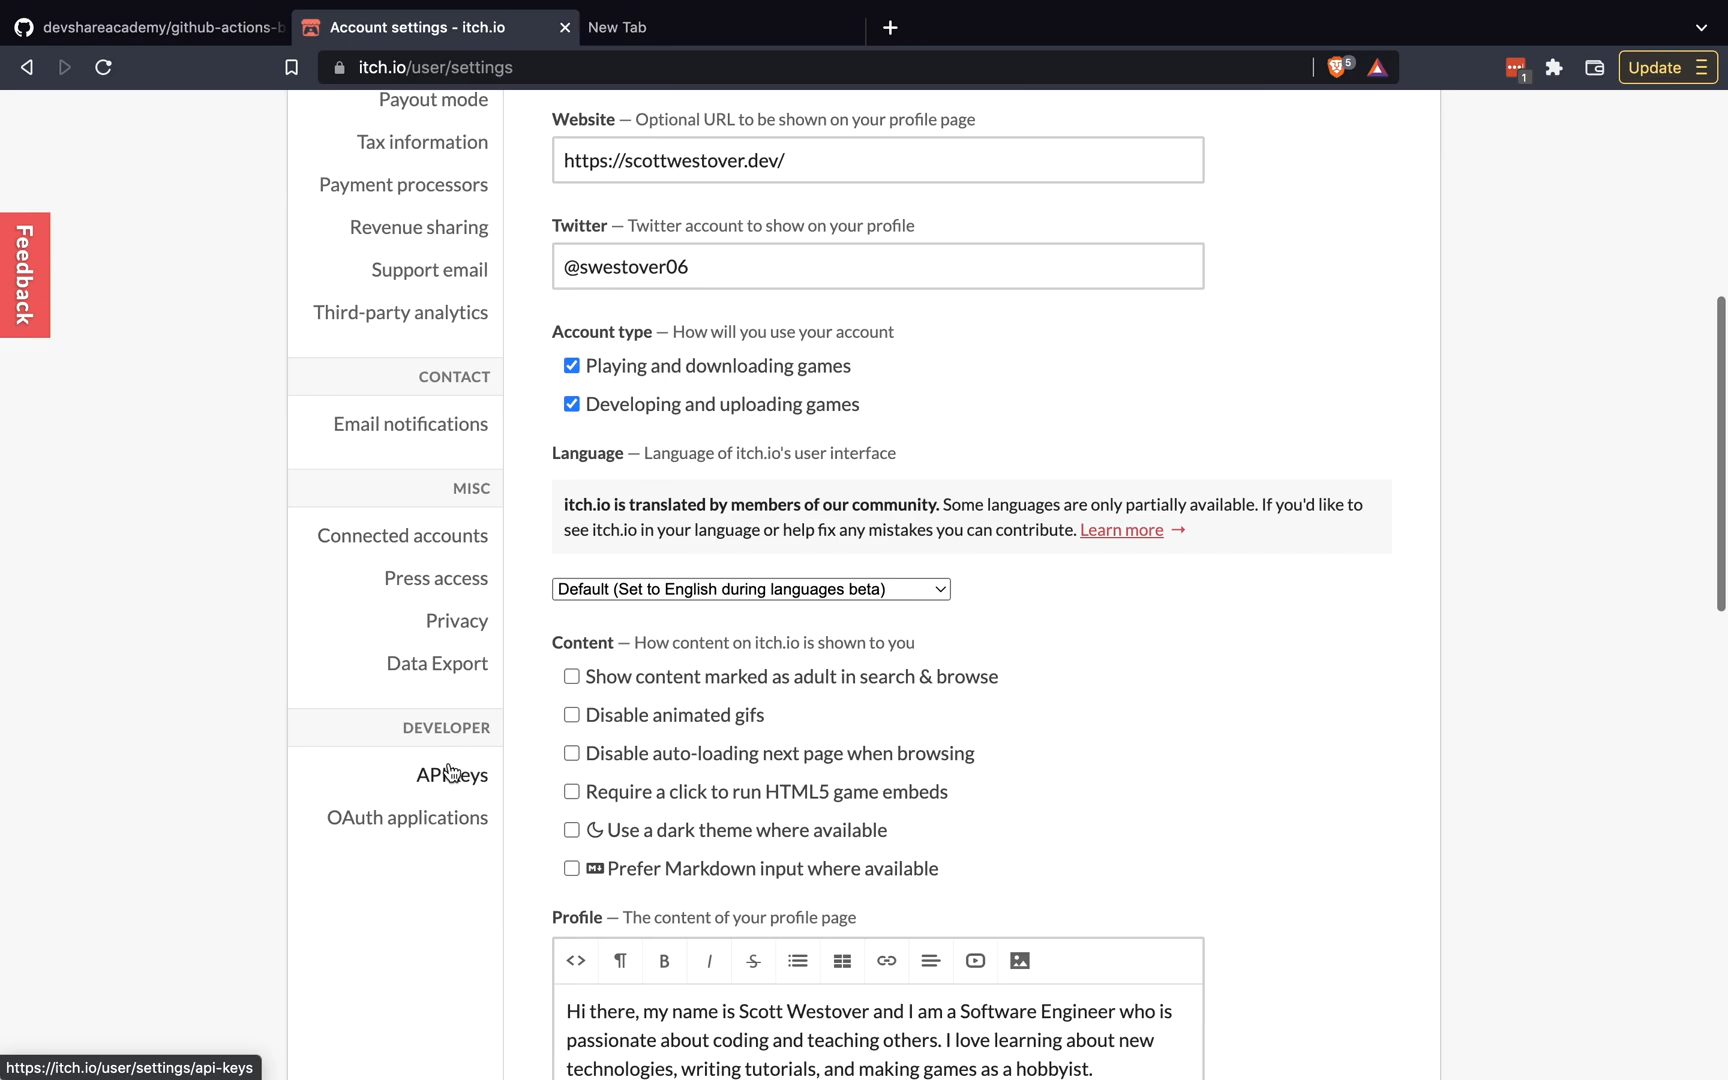 devshareacademy/github-actions-b
Account settings - itch.io
New Tab
itch.io/user/settings
5
1
Update
Feedback
Payout mode
Tax information
Payment processors
Revenue sharing
Support email
Third-party analytics
CONTACT
Email notifications
MISC
Connected accounts
Press access
Privacy
Data Export
DEVELOPER
API keys
OAuth applications
Website — Optional URL to be shown on your profile page
https://scottwestover.dev/
Twitter — Twitter account to show on your profile
@swestover06
Account type — How will you use your account
Playing and downloading games
Developing and uploading games
Language — Language of itch.io's user interface
itch.io is translated by members of our community. Some languages are only partially available. If you'd like to
see itch.io in your language or help fix any mistakes you can contribute. Learn more →
Default (Set to English during languages beta)
Content — How content on itch.io is shown to you
Show content marked as adult in search & browse
Disable animated gifs
Disable auto-loading next page when browsing
Require a click to run HTML5 game embeds
Use a dark theme where available
Prefer Markdown input where available
Profile — The content of your profile page
Hi there, my name is Scott Westover and I am a Software Engineer who is
passionate about coding and teaching others. I love learning about new
technologies, writing tutorials, and making games as a hobbyist.
https://itch.io/user/settings/api-keys